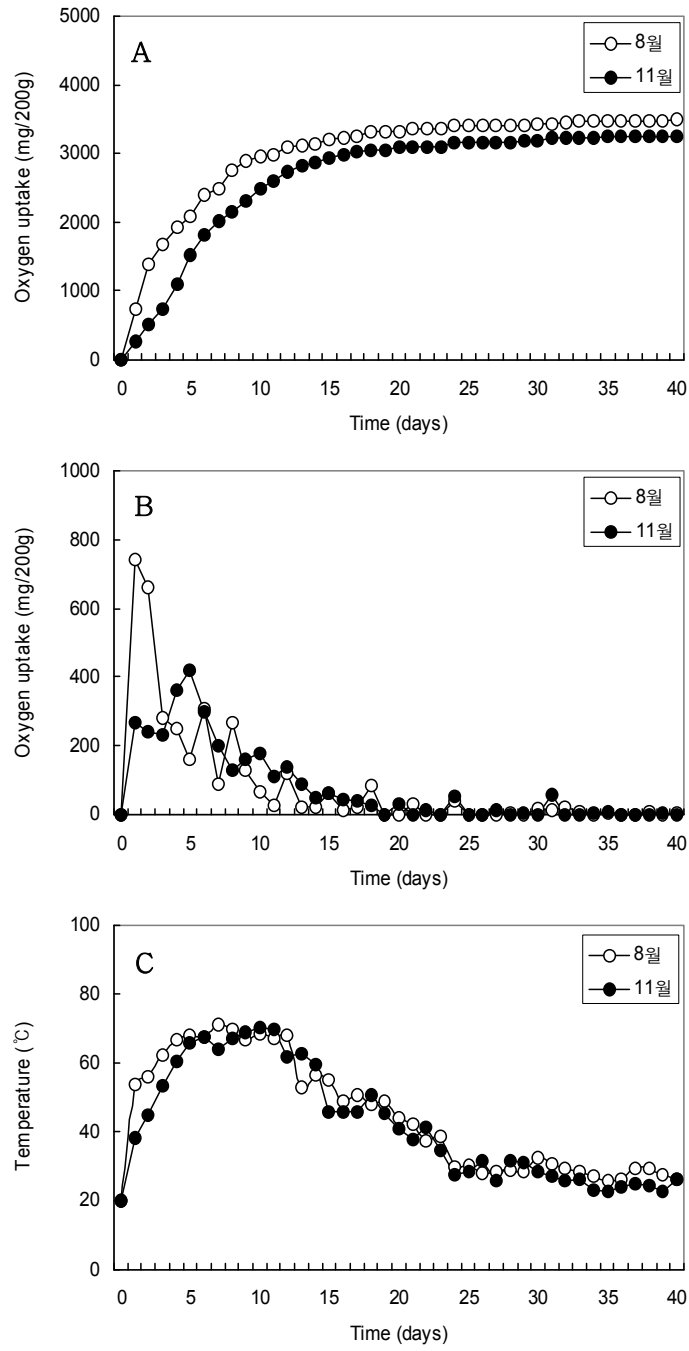 A
8월
11월
Oxygen uptake (mg/200g)
5000
4000
3000
2000
1000
0
0 5 10 15 20 25 30 35 40
Time (days)
B
8월
11월
Oxygen uptake (mg/200g)
1000
800
600
400
200
0
0 5 10 15 20 25 30 35 40
Time (days)
C
8월
11월
Temperature (℃)
100
80
60
40
20
0
0 5 10 15 20 25 30 35 40
Time (days)